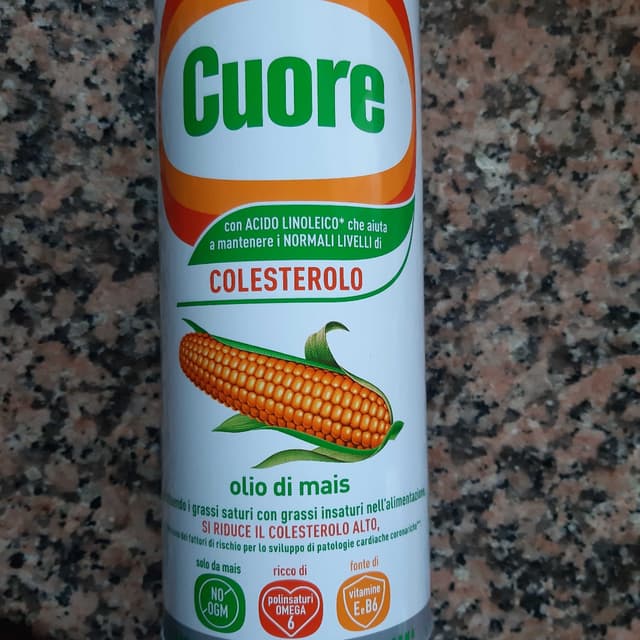 Cuore
con ACIDO LINOLEICO* che aiuta
a mantenere i NORMALI LIVELLI di
COLESTEROLO
olio di mais
i grassi saturi con grassi insaturi nell'alimentazione
SI RIDUCE IL COLESTEROLO ALTO,
dei fattori di rischio per lo sviluppo di patologie cardiache coronariche**
solo da mais
ricco di
fonte di
NO
OGM
polinsaturi
OMEGA
6
vitamine
E e B6